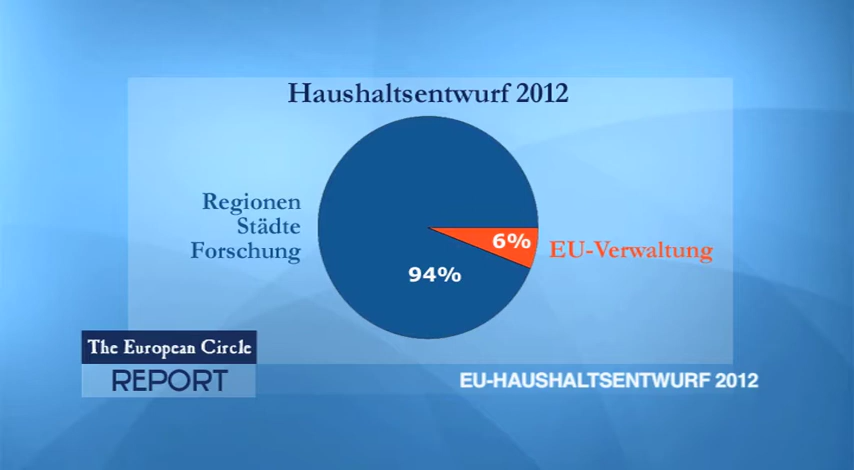 Haushaltsentwurf 2012
Regionen
Städte
Forschung
6%
EU-Verwaltung
94%
The European Circle
REPORT
EU-HAUSHALTSENTWURF 2012